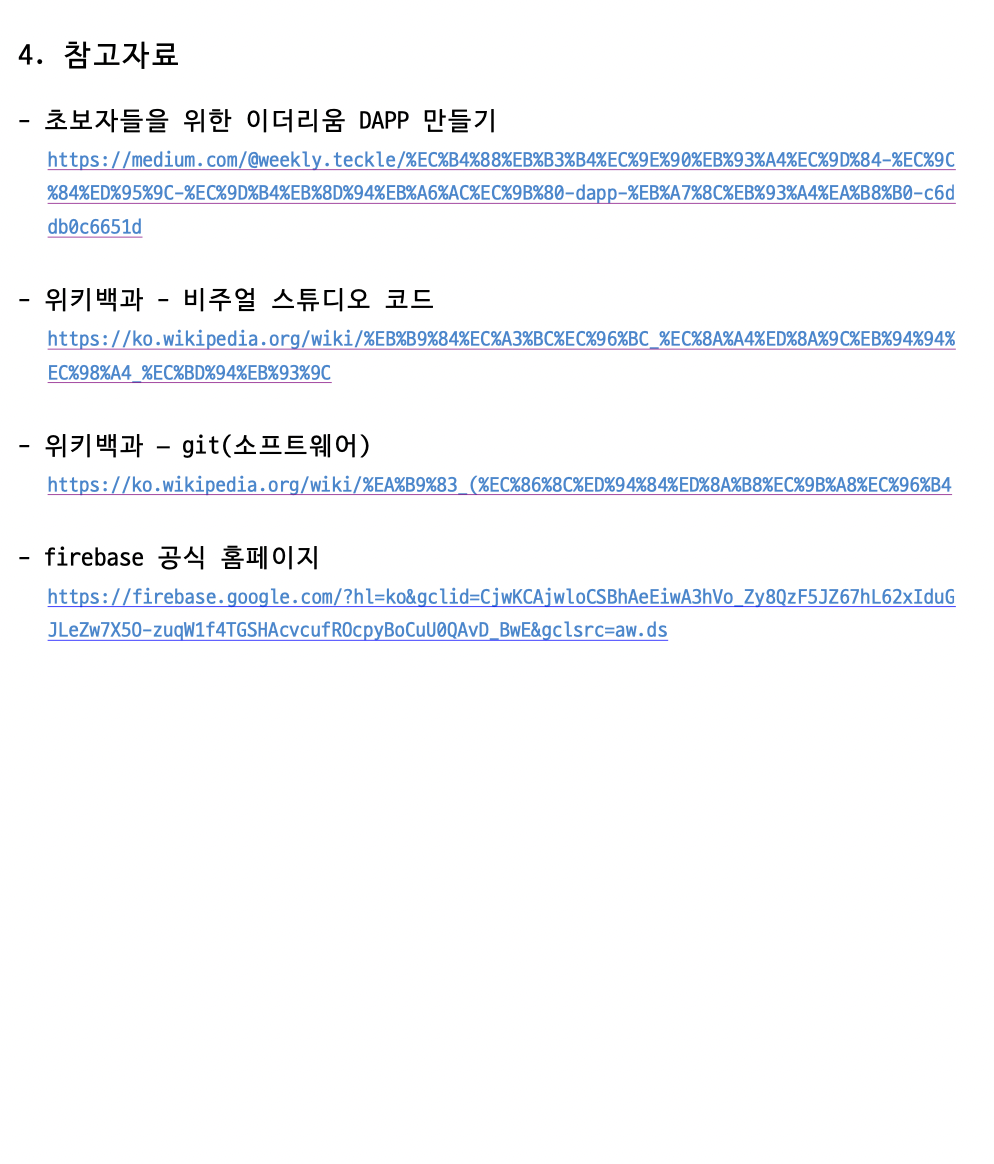 4. 참고자료
- 초보자들을 위한 이더리움 DAPP 만들기
https://medium.com/@weekly.teckle/%EC%B4%88%EB%B3%B4%EC%9E%90%EB%93%A4%EC%9D%84-%EC%9C
%84%ED%95%9C-%EC%9D%B4%EB%8D%94%EB%A6%AC%EC%9B%80-dapp-%EB%A7%8C%EB%93%A4%EA%B8%B0-c6d
db0c6651d
- 위키백과 - 비주얼 스튜디오 코드
https://ko.wikipedia.org/wiki/%EB%B9%84%EC%A3%BC%EC%96%BC_%EC%8A%A4%ED%8A%9C%EB%94%94%
EC%98%A4_%EC%BD%94%EB%93%9C
- 위키백과 – git(소프트웨어)
https://ko.wikipedia.org/wiki/%EA%B9%83_(%EC%86%8C%ED%94%84%ED%8A%B8%EC%9B%A8%EC%96%B4
- firebase 공식 홈페이지
https://firebase.google.com/?hl=ko&gclid=CjwKCAjwloCSBhAeEiwA3hVo_Zy8QzF5JZ67hL62xIduG
JLeZw7X5O-zuqW1f4TGSHAcvcufROcpyBoCuU0QAvD_BwE&gclsrc=aw.ds